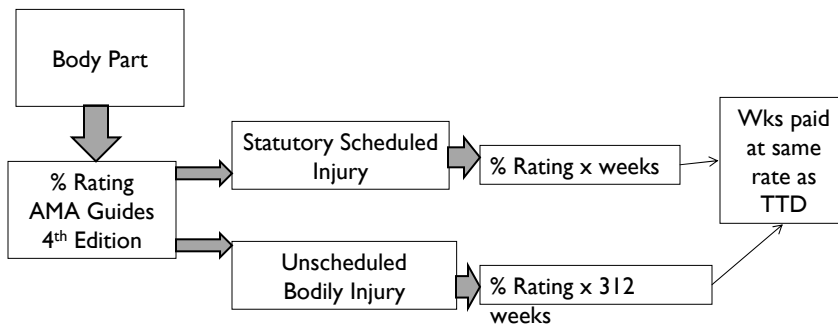 Body Part
% Rating
AMA Guides
4th Edition
Statutory Scheduled
Injury
% Rating x weeks
Wks paid
at same
rate as
TTD
Unscheduled
Bodily Injury
% Rating x 312
weeks